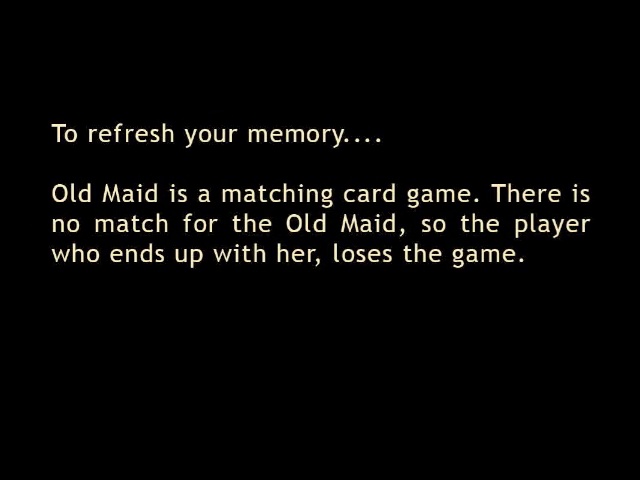 To refresh your memory....
Old Maid is a matching card game. There is
no match for the Old Maid, so the player
who ends up with her, loses the game.